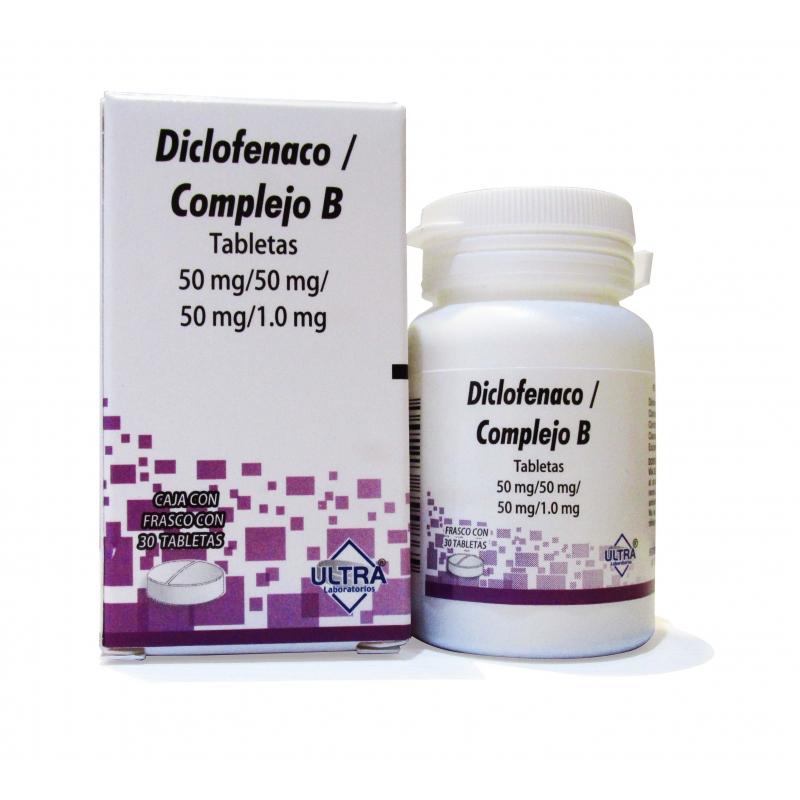 Diclofenaco /
Complejo B
Tabletas
50 mg/50 mg/
50 mg/1.0 mg
CAJA CON
FRASCO CON
30 TABLETAS
ULTRA®
Laboratorios
Diclofenaco /
Complejo B
Tabletas
50 mg/50 mg/
50 mg/1.0 mg
FRASCO CON
30 TABLETAS
ULTRA®
Laboratorios